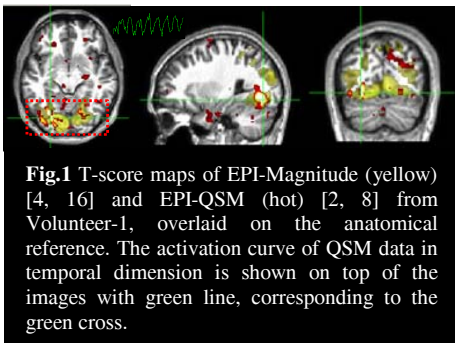 Fig.1 T-score maps of EPI-Magnitude (yellow)
[4, 16] and EPI-QSM (hot) [2, 8] from
Volunteer-1, overlaid on the anatomical
reference. The activation curve of QSM data in
temporal dimension is shown on top of the
images with green line, corresponding to the
green cross.